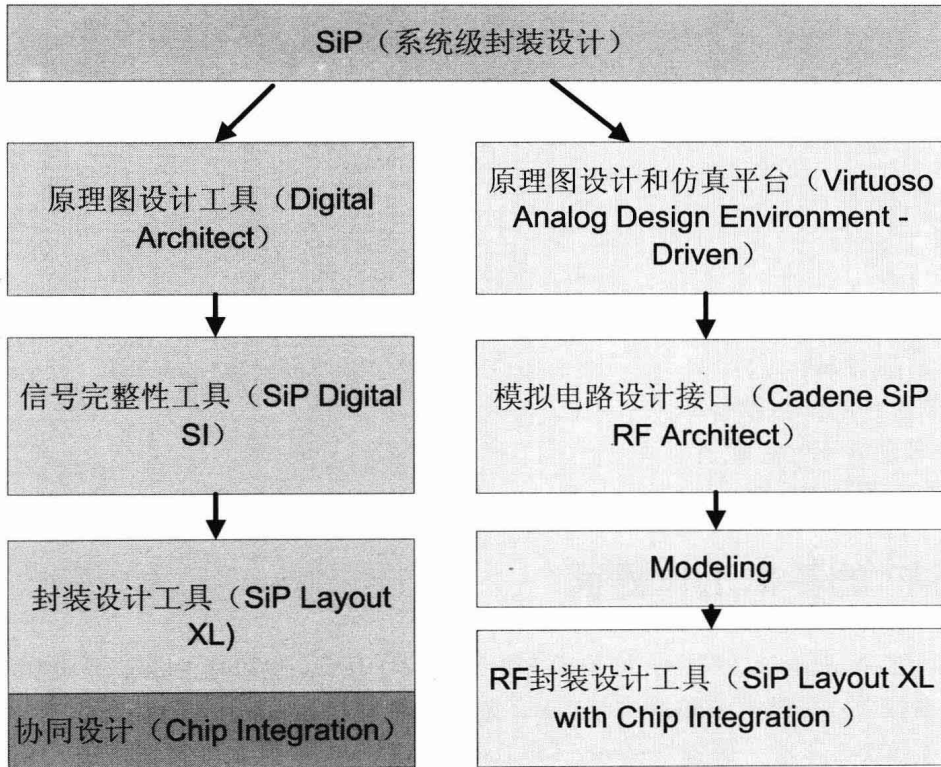 SiP（系统级封装设计）
原理图设计工具（Digital
Architect）
信号完整性工具（SiP Digital
SI）
封装设计工具（SiP Layout
XL)
协同设计（Chip Integration）
原理图设计和仿真平台（Virtuoso
Analog Design Environment -
Driven）
模拟电路设计接口（Cadene SiP
RF Architect）
Modeling
RF封装设计工具（SiP Layout XL
with Chip Integration ）